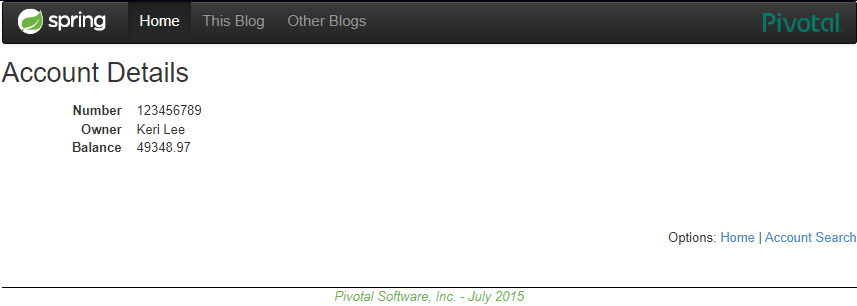 spring Home This Blog Other Blogs Pivotal.
Account Details
Number 123456789
Owner Keri Lee
Balance 49348.97
Options: Home | Account Search
Pivotal Software, Inc. - July 2015